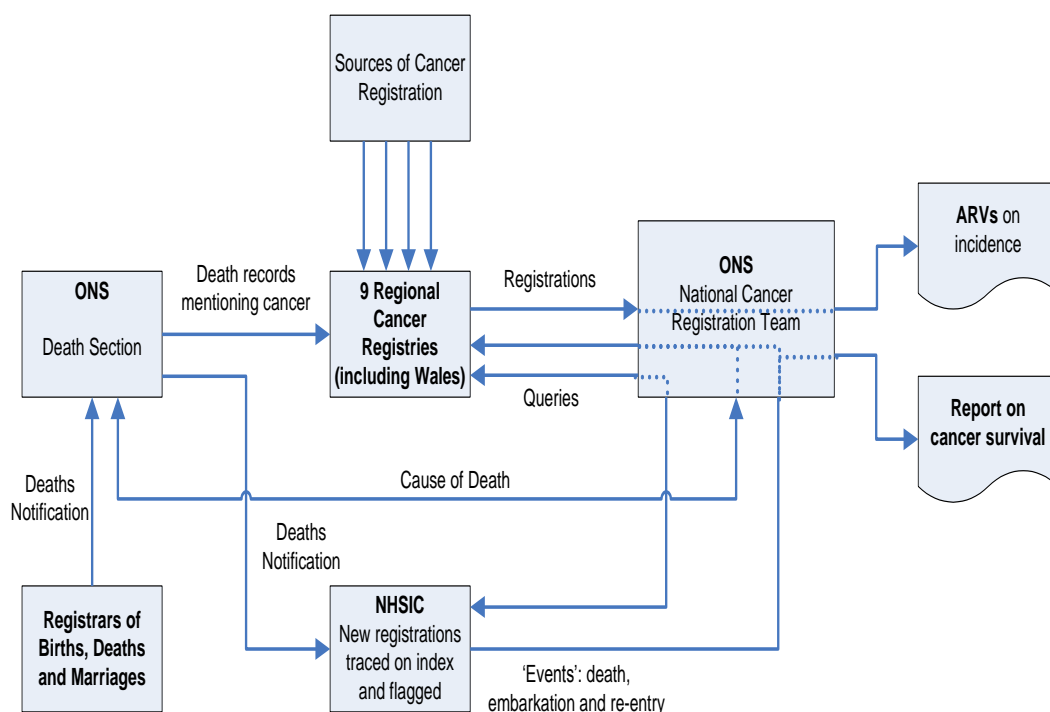 Sources of Cancer
Registration
ARVs on
incidence
ONS
National Cancer
Registration Team
Death records
mentioning cancer
Registrations
ONS
Death Section
9 Regional
Cancer
Registries
(including Wales)
Queries
Report on
cancer survival
Cause of Death
Deaths
Notification
Deaths
Notification
Registrars of
Births, Deaths
and Marriages
NHSIC
New registrations
traced on index
and flagged
‘Events’: death,
embarkation and re-entry